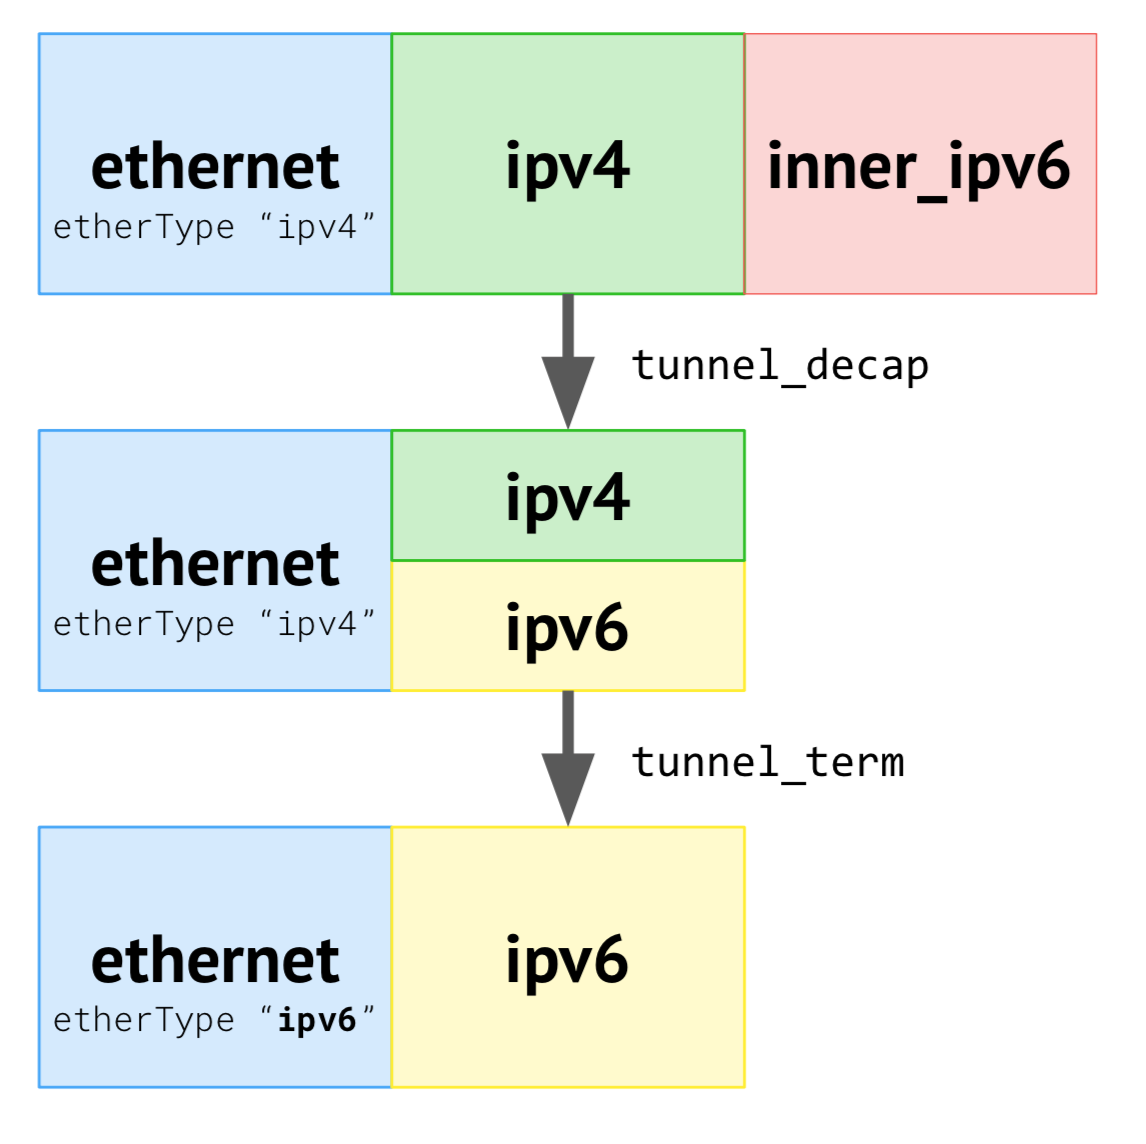 ethernet
etherType “ipv4”
ipv4
inner_ipv6
tunnel_decap
ethernet
etherType “ipv4”
ipv4
ipv6
tunnel_term
ethernet
etherType “ipv6”
ipv6